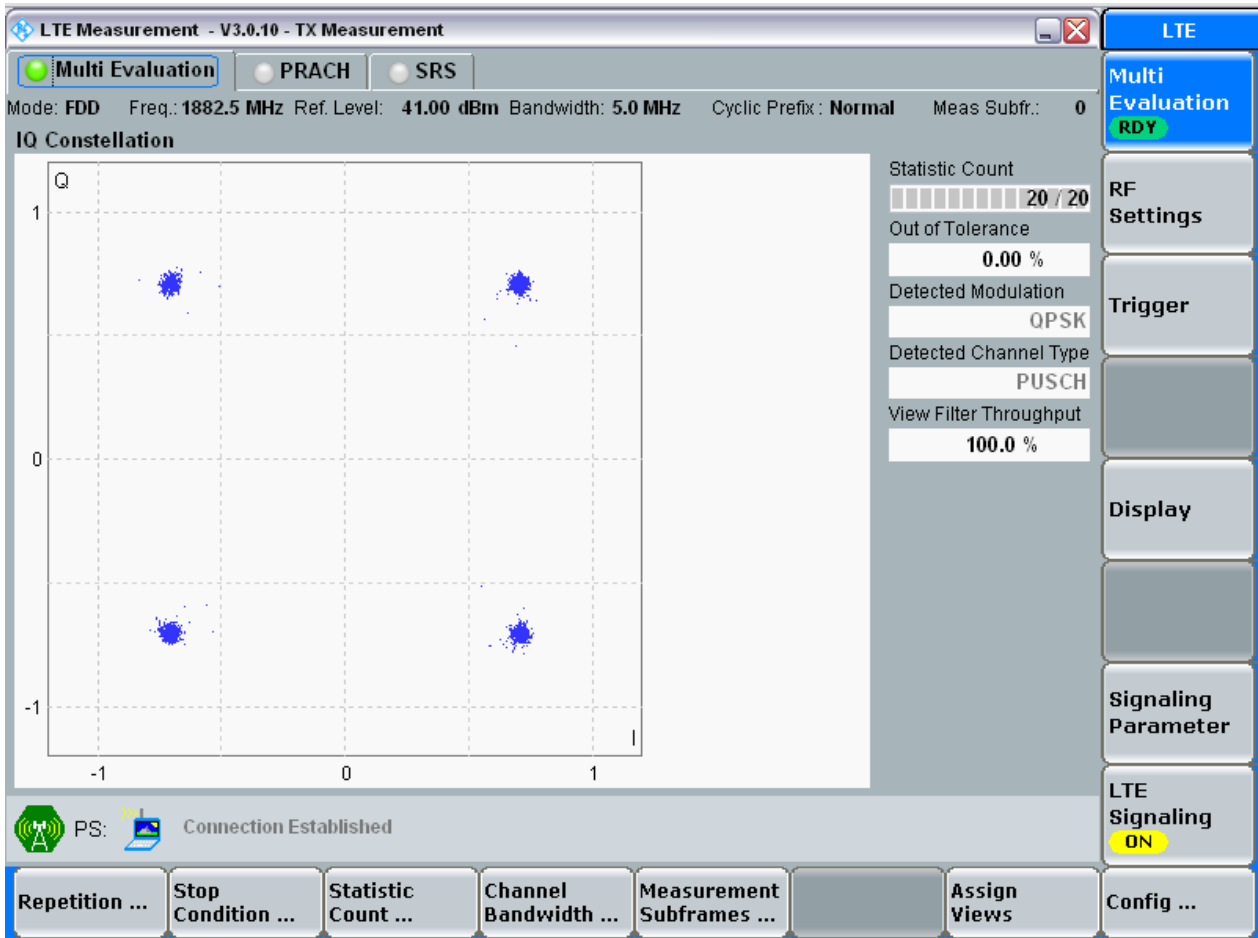 LTE Measurement - V3.0.10 - TX Measurement
LTE
Multi Evaluation PRACH SRS
Mode: FDD Freq.: 1882.5 MHz Ref. Level: 41.00 dBm Bandwidth: 5.0 MHz Cyclic Prefix : Normal Meas Subfr.: 0
IQ Constellation
Q
1
0
-1
I
-1 0 1
Statistic Count
20 / 20
Out of Tolerance
0.00 %
Detected Modulation
QPSK
Detected Channel Type
PUSCH
View Filter Throughput
100.0 %
Multi
Evaluation
RDY
RF
Settings
Trigger
Display
Signaling
Parameter
LTE
Signaling
ON
PS: Connection Established
Repetition ...
Stop
Condition ...
Statistic
Count ...
Channel
Bandwidth ...
Measurement
Subframes ...
Assign
Views
Config ...